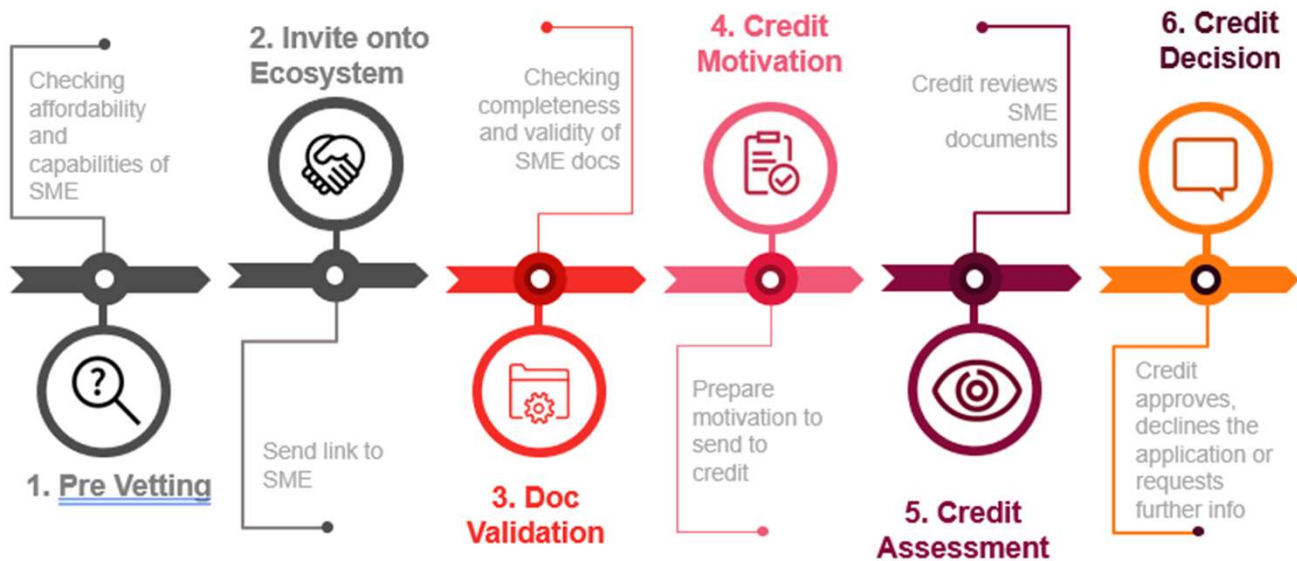 1. Pre Vetting
Checking
affordability
and
capabilities of
SME
2. Invite onto
Ecosystem
Send link to
SME
3. Doc
Validation
Checking
completeness
and validity of
SME docs
4. Credit
Motivation
Prepare
motivation to
send to
credit
5. Credit
Assessment
Credit reviews
SME
documents
6. Credit
Decision
Credit
approves,
declines the
application or
requests
further info
?